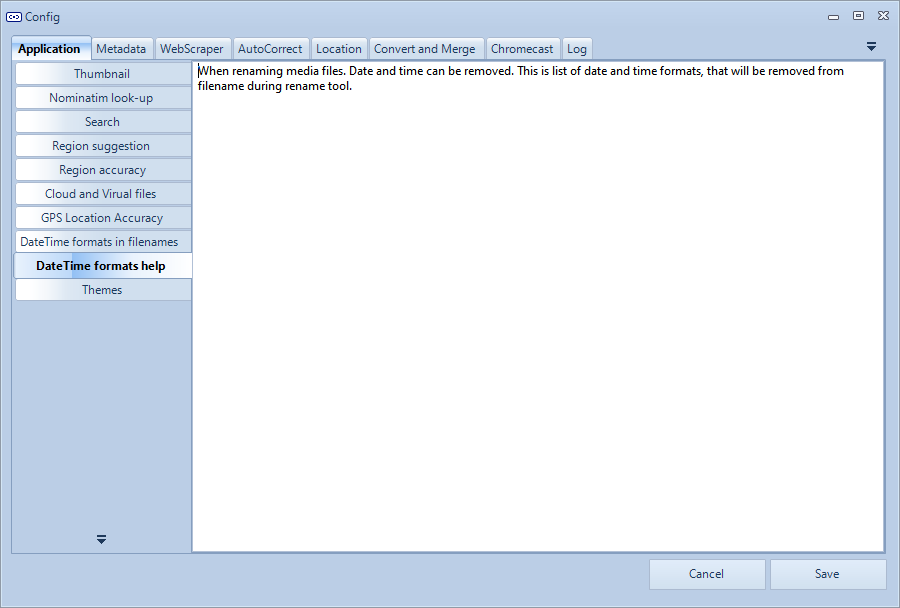 Config
Application
Metadata
WebScraper
AutoCorrect
Location
Convert and Merge
Chromecast
Log
Thumbnail
Nominatim look-up
Search
Region suggestion
Region accuracy
Cloud and Virual files
GPS Location Accuracy
DateTime formats in filenames
DateTime formats help
Themes
When renaming media files. Date and time can be removed. This is list of date and time formats, that will be removed from
filename during rename tool.
Cancel
Save